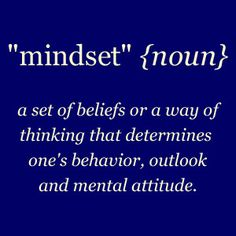 "mindset" {noun}
a set of beliefs or a way of
thinking that determines
one's behavior, outlook
and mental attitude.